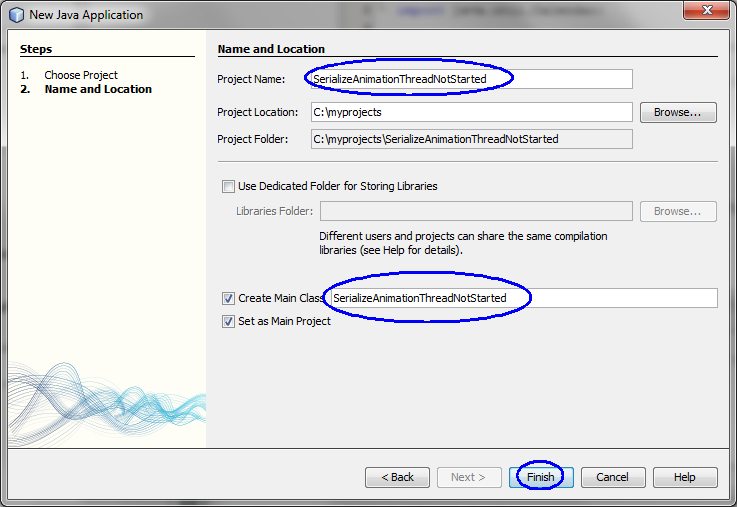 New Java Application
Steps
1. Choose Project
2. Name and Location
Name and Location
Project Name: SerializeAnimationThreadNotStarted
Project Location: C:\myprojects Browse...
Project Folder: C:\myprojects\SerializeAnimationThreadNotStarted
Use Dedicated Folder for Storing Libraries
Libraries Folder: Browse...
Different users and projects can share the same compilation
libraries (see Help for details).
Create Main Class SerializeAnimationThreadNotStarted
Set as Main Project
< Back Next > Finish Cancel Help